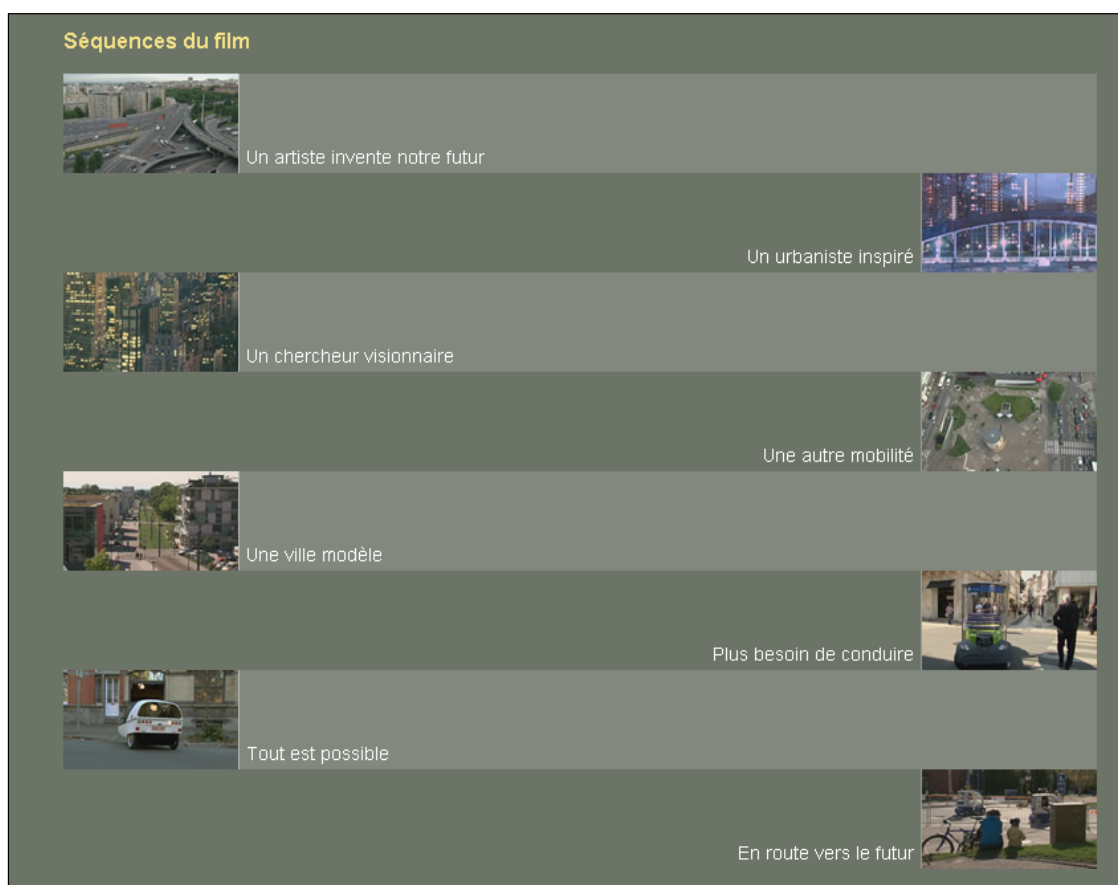 Séquences du film
Un artiste invente notre futur
Un urbaniste inspiré
Un chercheur visionnaire
Une autre mobilité
Une ville modèle
Plus besoin de conduire
Tout est possible
En route vers le futur